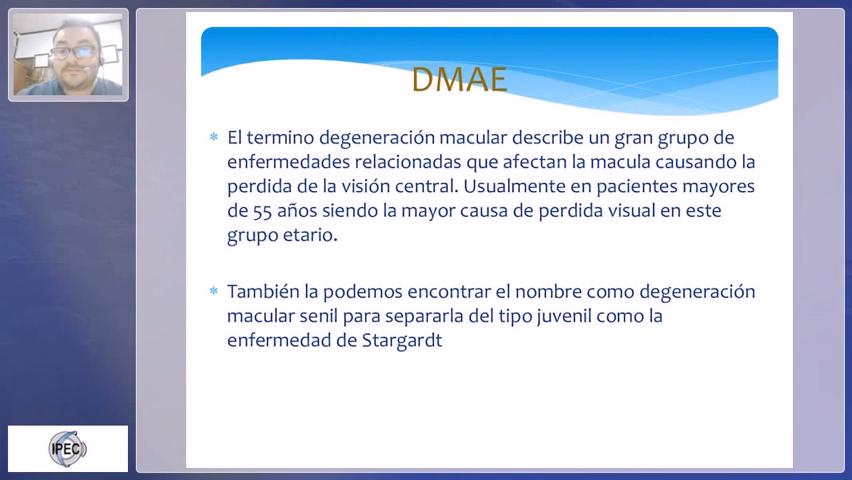 DMAE
* El termino degeneración macular describe un gran grupo de
enfermedades relacionadas que afectan la macula causando la
perdida de la visión central. Usualmente en pacientes mayores
de 55 años siendo la mayor causa de perdida visual en este
grupo etario.
* También la podemos encontrar el nombre como degeneración
macular senil para separarla del tipo juvenil como la
enfermedad de Stargardt
IPEC